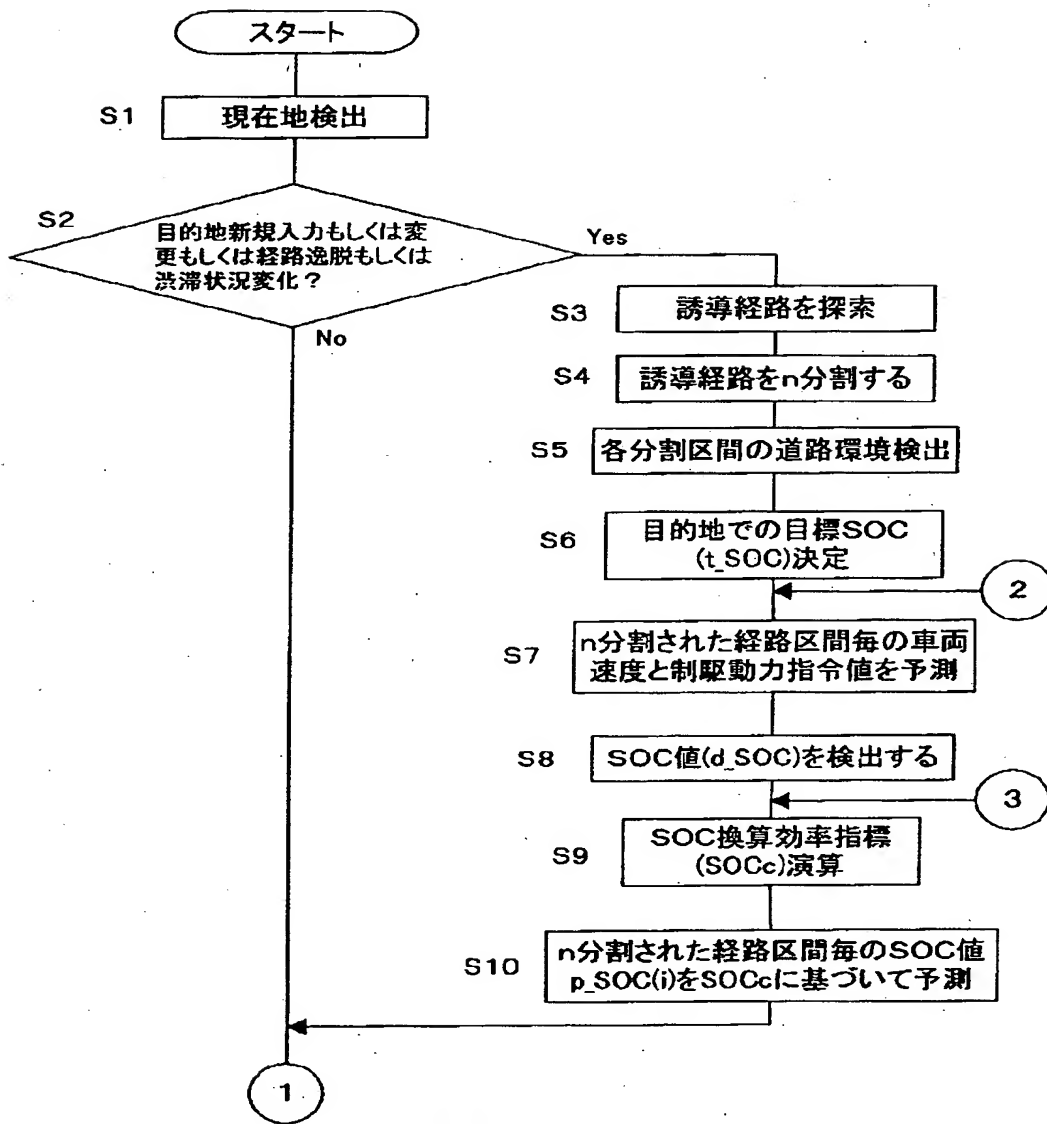 スタート
S1
現在地検出
S2
目的地新規入力もしくは変
更もしくは経路逸脱もしくは
渋滞状況変化？
Yes
No
S3
誘導経路を探索
S4
誘導経路をn分割する
S5
各分割区間の道路環境検出
S6
目的地での目標SOC
(t_SOC)決定
2
S7
n分割された経路区間毎の車両
速度と制駆動力指令値を予測
S8
SOC値(d_SOC)を検出する
3
S9
SOC換算効率指標
(SOCc)演算
S10
n分割された経路区間毎のSOC値
p_SOC(i)をSOCcに基づいて予測
1